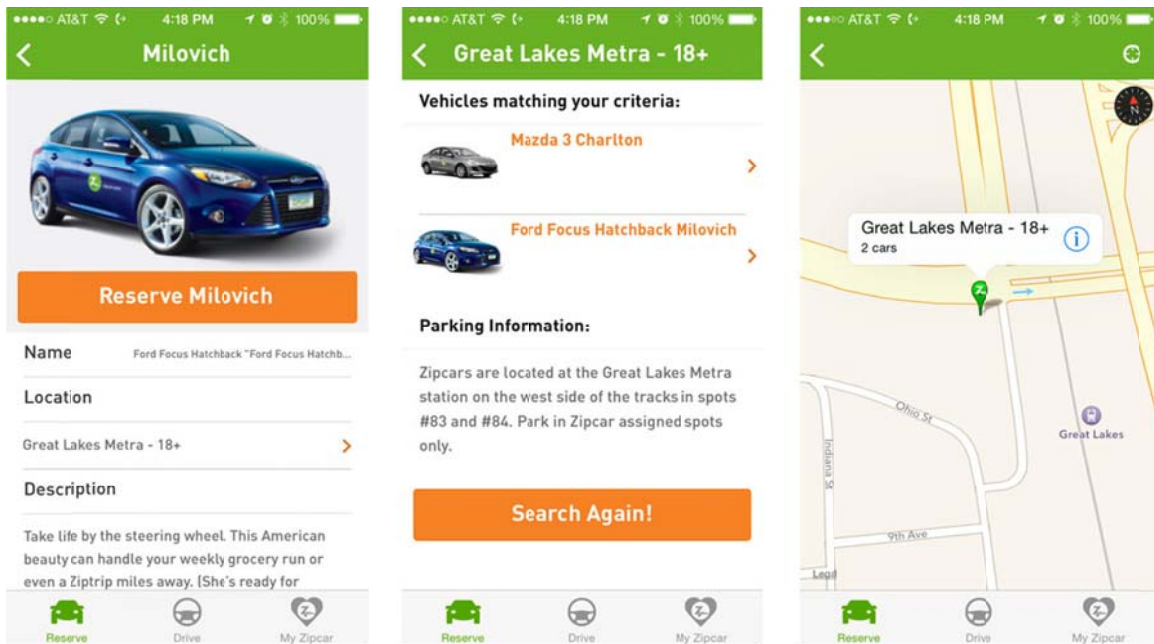 AT&T 4:18 PM 100%
Milovich
Reserve Milovich
Name Ford Focus Hatchback "Ford Focus Hatchb...
Location
Great Lakes Metra - 18+
Description
Take life by the steering wheel. This American
beauty can handle your weekly grocery run or
even a Ziptrip miles away. (She's ready for
Reserve Drive My Zipcar
AT&T 4:18 PM 100%
Great Lakes Metra - 18+
Vehicles matching your criteria:
Mazda 3 Charlton
Ford Focus Hatchback Milovich
Parking Information:
Zipcars are located at the Great Lakes Metra
station on the west side of the tracks in spots
#83 and #84. Park in Zipcar assigned spots
only.
Search Again!
Reserve Drive My Zipcar
AT&T 4:18 PM 100%
N
Great Lakes Metra - 18+
2 cars
Ohio St
Great Lakes
Indiana St
9th Ave
Legal
Reserve Drive My Zipcar